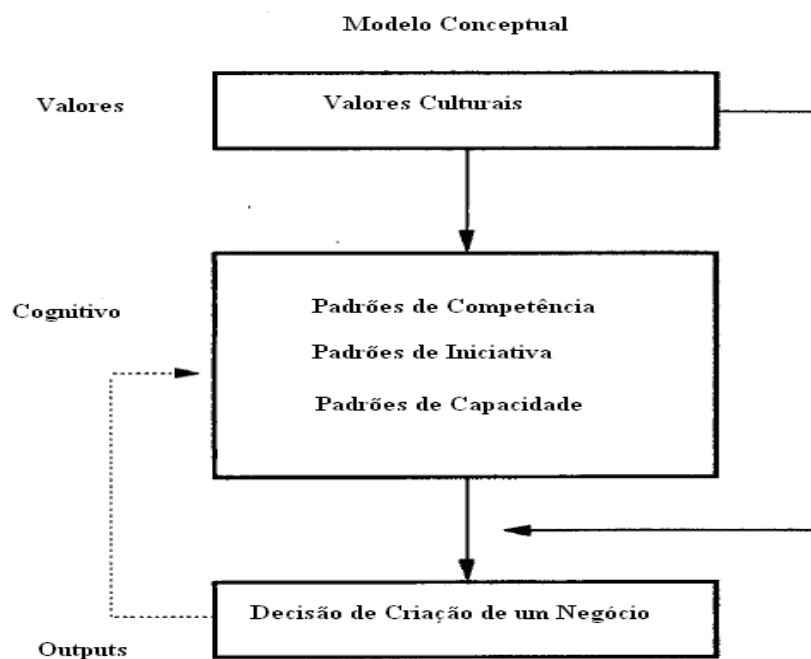 Modelo Conceptual
Valores
Valores Culturais
Cognitivo
Padrões de Competência
Padrões de Iniciativa
Padrões de Capacidade
Decisão de Criação de um Negócio
Outputs